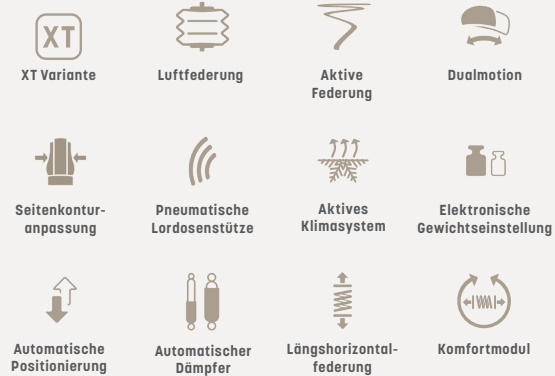 XT
XT Variante
Luftfederung
Aktive
Federung
Dualmotion
Seitenkontur-
anpassung
Pneumatische
Lordosenstütze
Aktives
Klimasystem
Elektronische
Gewichtseinstellung
Automatische
Positionierung
Automatischer
Dämpfer
Längshorizontal-
federung
Komfortmodul